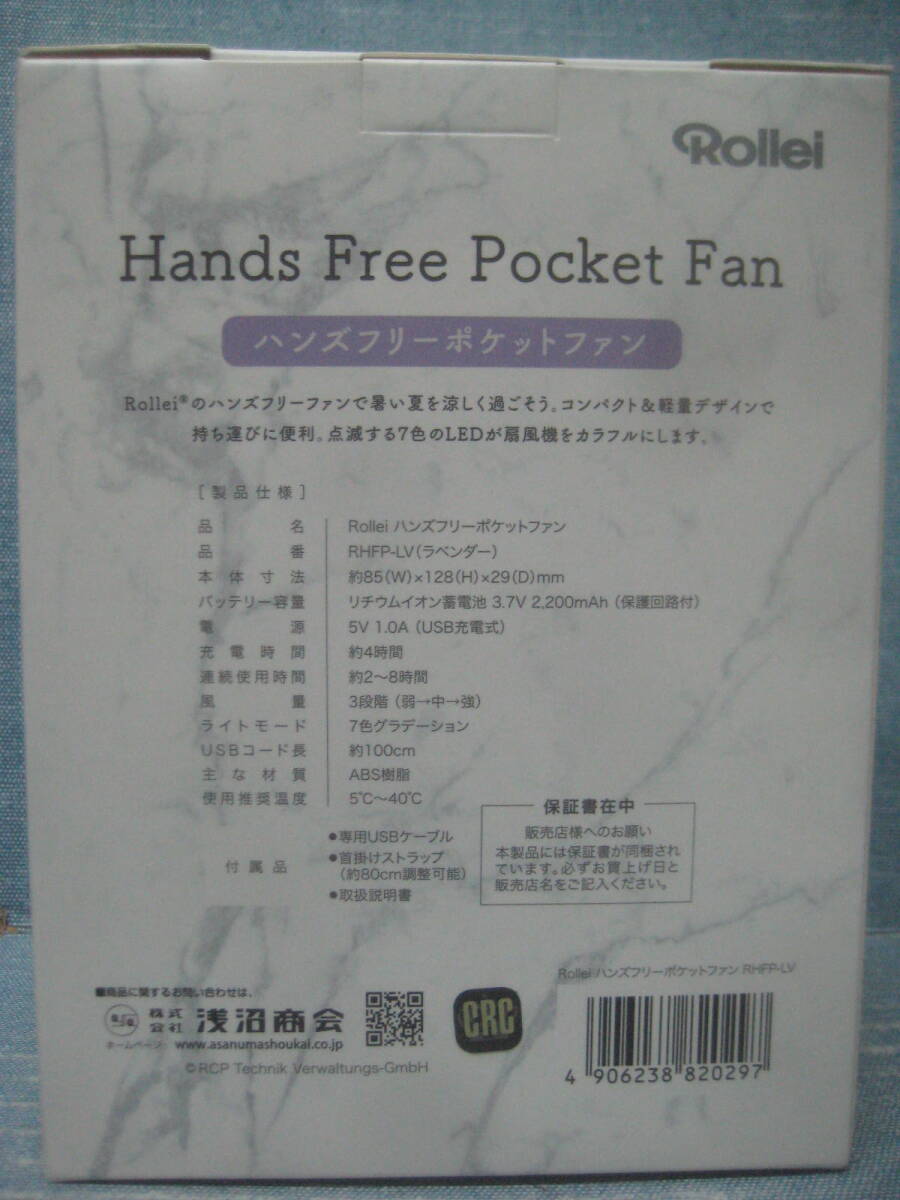 Rollei
Hands Free Pocket Fan
ハンズフリーポケットファン
Rollei®のハンズフリーファンで暑い夏を涼しく過ごそう。コンパクト&軽量デザインで
持ち運びに便利。点滅する7色のLEDが扇風機をカラフルにします。
[製品仕様]
品名 Rollei ハンズフリーポケットファン
品番 RHFP-LV(ラベンダー)
本体寸法 約85(W)×128(H)×29(D)mm
バッテリー容量 リチウムイオン蓄電池 3.7V 2,200mAh (保護回路付)
電源 5V 1.0A (USB充電式)
充電時間 約4時間
連続使用時間 約2～8時間
風量 3段階 (弱→中→強)
ライトモード 7色グラデーション
USBコード長 約100cm
主な材質 ABS樹脂
使用推奨温度 5℃～40℃
付属品
●専用USBケーブル
●首掛けストラップ
(約80cm調整可能)
●取扱説明書
保証書在中
販売店様へのお願い
本製品には保証書が同梱され
ています。必ずお買上げ日と
販売店名をご記入ください。
Rollei ハンズフリーポケットファン RHFP-LV
■商品に関するお問い合わせは、
株式会社 浅沼商会
ホームページ www.asanumashoukai.co.jp
©RCP Technik Verwaltungs-GmbH
CRC
4 906238 820297